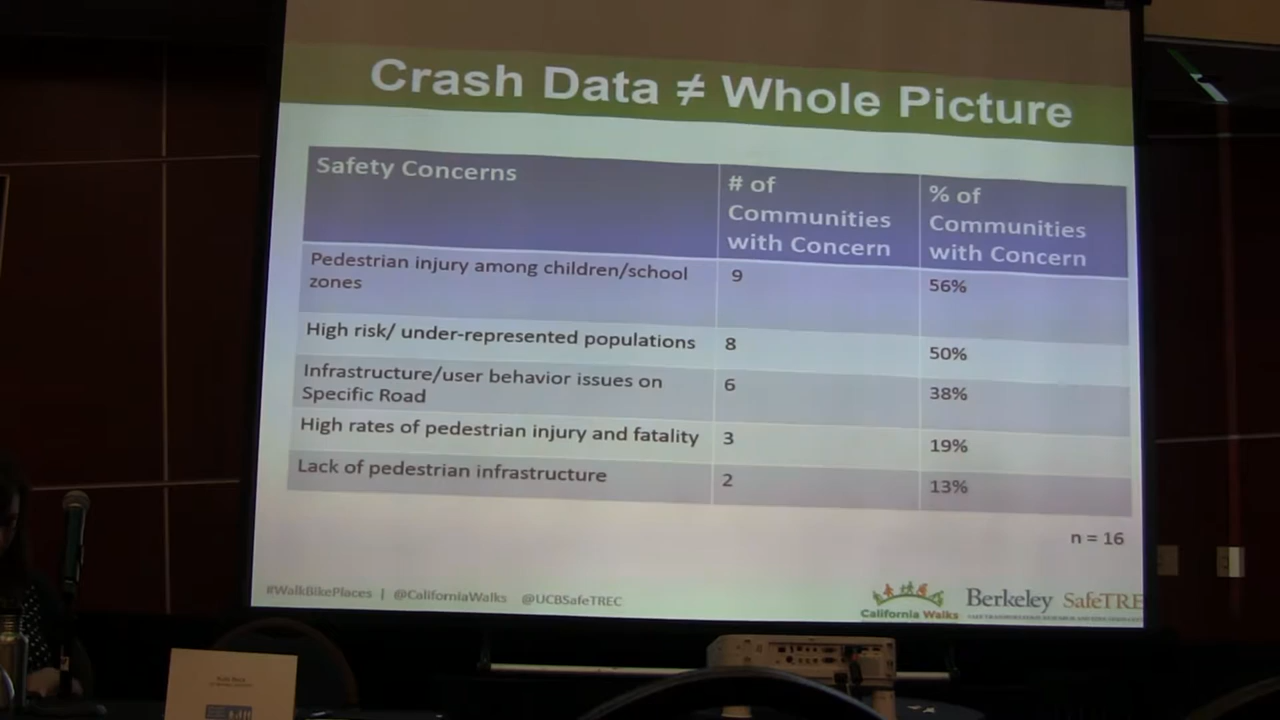 Crash Data ≠ Whole Picture
Safety Concerns
# of
Communities
with Concern
% of
Communities
with Concern
Pedestrian injury among children/school
zones
9
56%
High risk/ under-represented populations
8
50%
Infrastructure/user behavior issues on
Specific Road
6
38%
High rates of pedestrian injury and fatality
3
19%
Lack of pedestrian infrastructure
2
13%
n = 16
#WalkBikePlaces | @CaliforniaWalks @UCBSafeTREC
California Walks
Berkeley SafeTRE